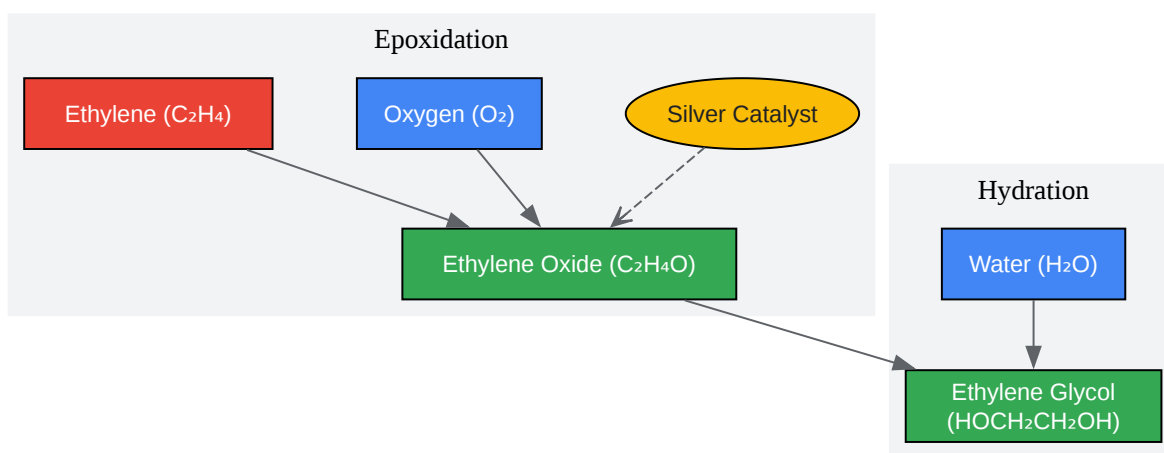 Epoxidation
Ethylene (C₂H₄)
Oxygen (O₂)
Silver Catalyst
Ethylene Oxide (C₂H₄O)
Hydration
Water (H₂O)
Ethylene Glycol
(HOCH₂CH₂OH)